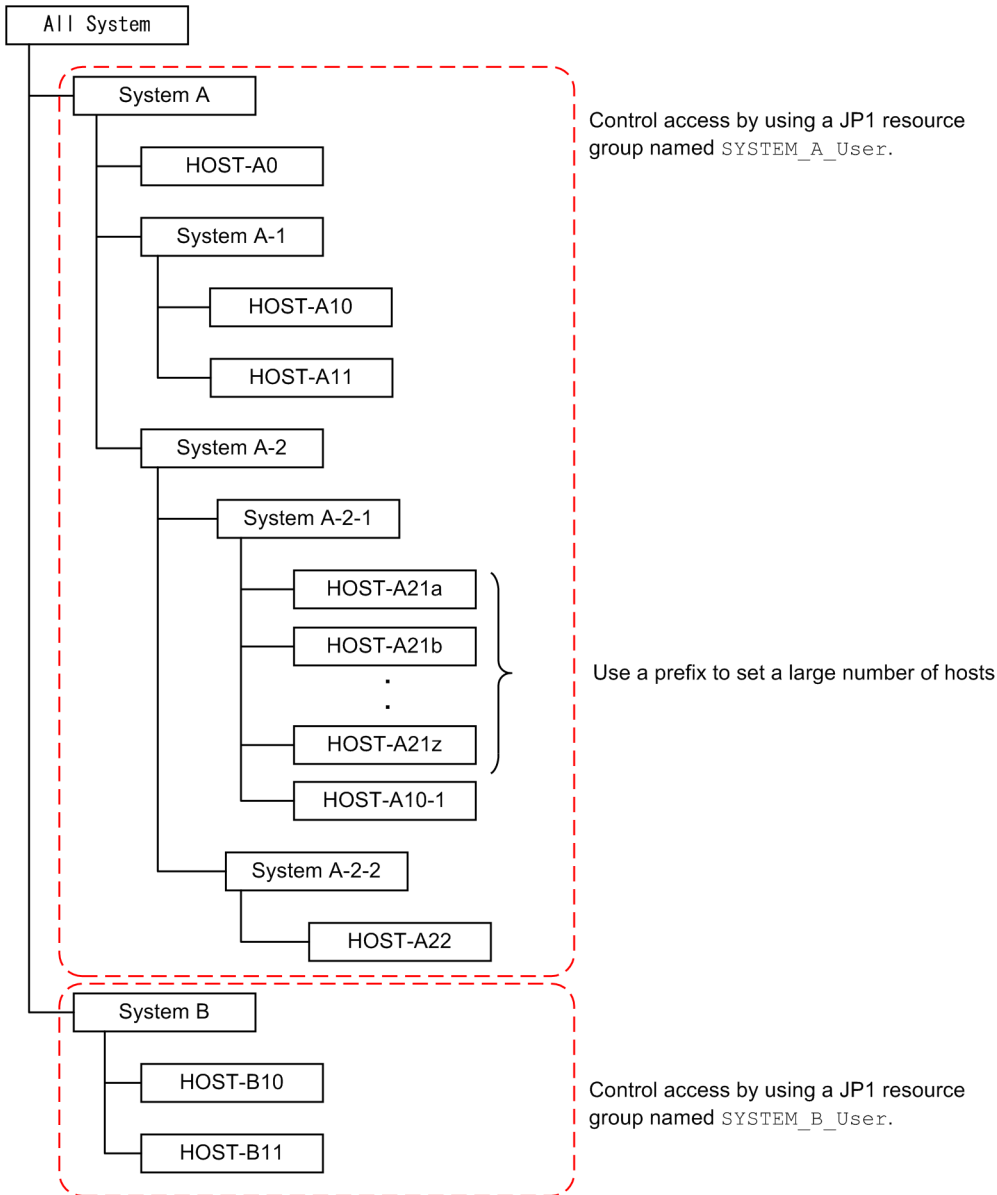 All System
System A
Control access by using a JP1 resource
group named SYSTEM_A_User.
HOST-A0
System A-1
HOST-A10
HOST-A11
System A-2
System A-2-1
HOST-A21a
HOST-A21b
.
.
Use a prefix to set a large number of hosts
HOST-A21z
HOST-A10-1
System A-2-2
HOST-A22
System B
HOST-B10
Control access by using a JP1 resource
group named SYSTEM_B_User.
HOST-B11